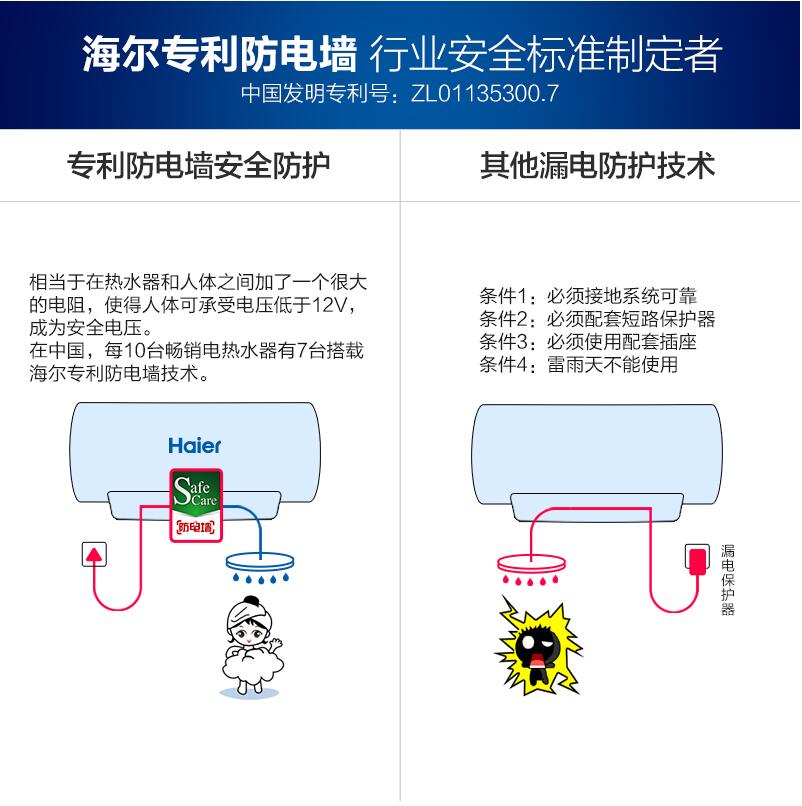 海尔专利防电墙 行业安全标准制定者
中国发明专利号：ZL01135300.7
专利防电墙安全防护
相当于在热水器和人体之间加了一个很大
的电阻，使得人体可承受电压低于12V，
成为安全电压。
在中国，每10台畅销电热水器有7台搭载
海尔专利防电墙技术。
Haier
Safe
Care
防电墙
其他漏电防护技术
条件1：必须接地系统可靠
条件2：必须配套短路保护器
条件3：必须使用配套插座
条件4：雷雨天不能使用
漏电保护器